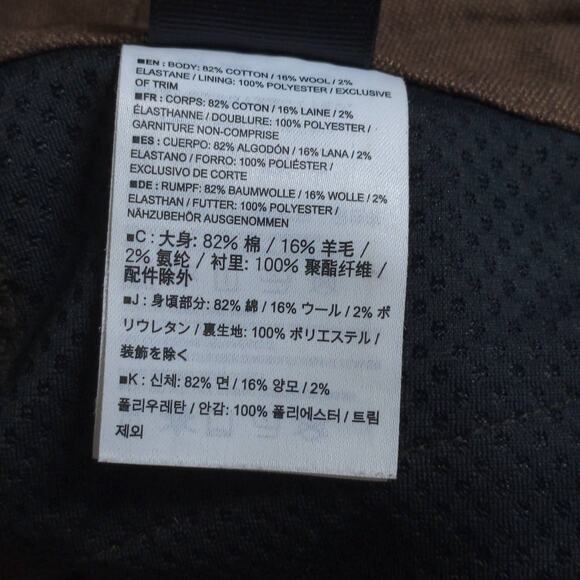 ■EN : BODY: 82% COTTON / 16% WOOL / 2%
ELASTANE / LINING: 100% POLYESTER / EXCLUSIVE
OF TRIM
■FR : CORPS: 82% COTON / 16% LAINE / 2%
ÉLASTHANNE / DOUBLURE: 100% POLYESTER /
GARNITURE NON-COMPRISE
■ES : CUERPO: 82% ALGODÓN / 16% LANA / 2%
ELASTANO / FORRO: 100% POLIÉSTER /
EXCLUSIVO DE CORTE
■DE : RUMPF: 82% BAUMWOLLE / 16% WOLLE / 2%
ELASTHAN / FUTTER: 100% POLYESTER /
NÄHZUBEHÖR AUSGENOMMEN
■C : 大身: 82% 棉 / 16% 羊毛 /
2% 氨纶 / 衬里: 100% 聚酯纤维 /
配件除外
■J : 身頃部分: 82% 綿 / 16% ウール / 2% ポ
リウレタン / 裏生地: 100% ポリエステル /
装飾を除く
■K : 신체: 82% 면 / 16% 양모 / 2%
폴리우레탄 / 안감: 100% 폴리에스터 / 트림
제외